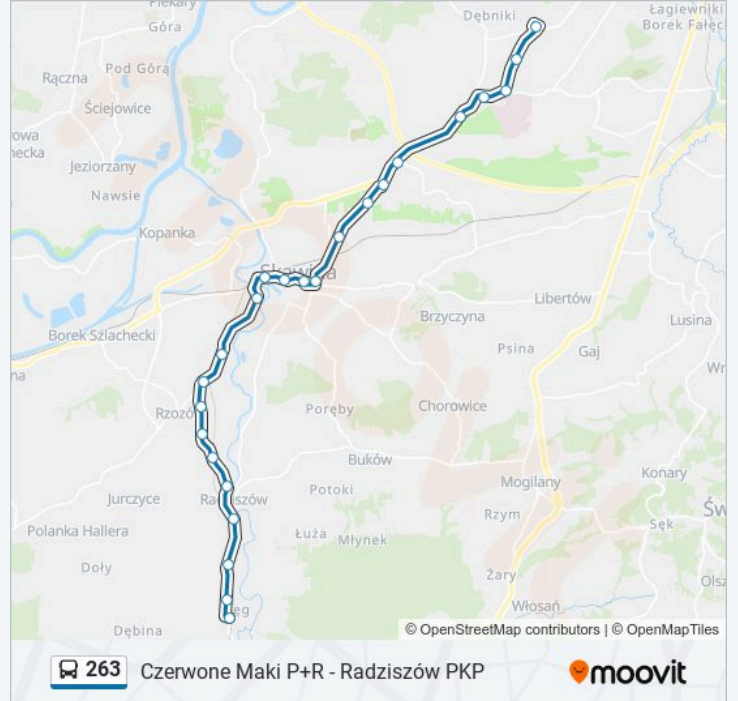 Piekary
Góra
Dębniki
Łagiewniki-
Borek Fałęcki
Rączna
Pod Górą
Ściejowice
Jeziorzany
Nawsie
Kopanka
Skawina
Borek Szlachecki
Brzyczyna
Libertów
Lusina
Psina
Gaj
Rzozów
Poręby
Chorowice
Buków
Mogilany
Konary
Jurczyce
Radziszów
Potoki
Rzym
Sęk
Polanka Hallera
Łuża
Młynek
Doły
Żary
Włosań
Dębina
© OpenStreetMap contributors | © OpenMapTiles
263 Czerwone Maki P+R - Radziszów PKP
moovit